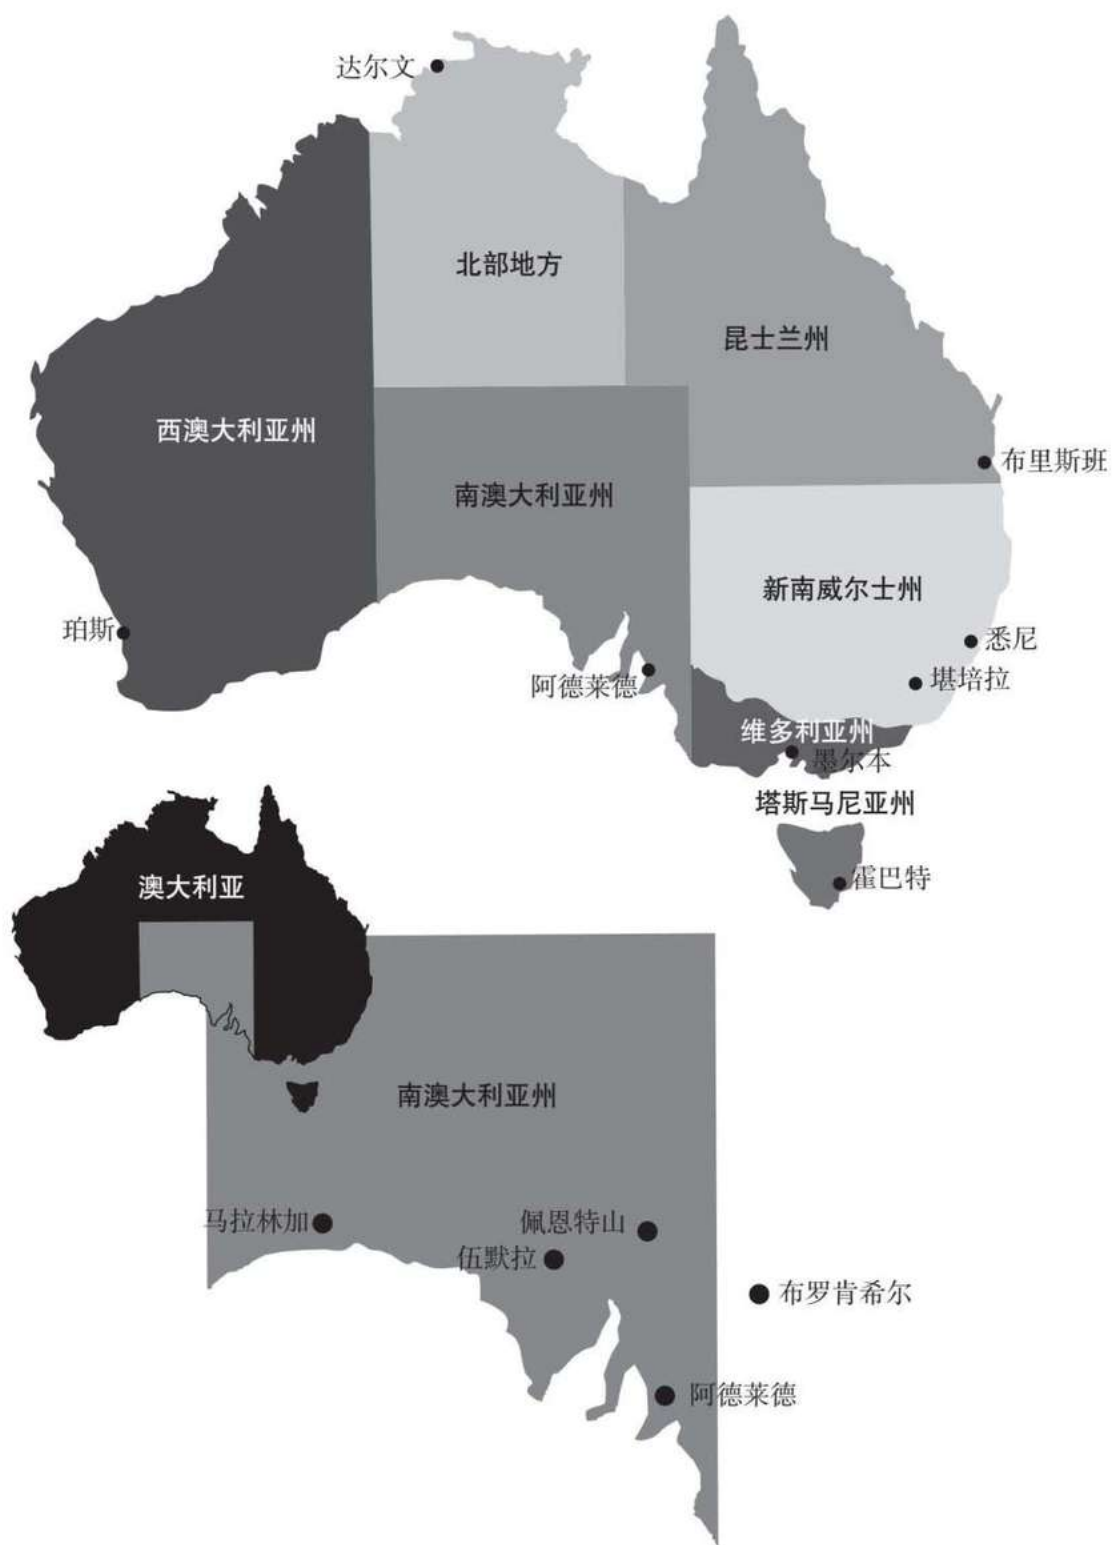 达尔文
北部地方
昆士兰州
西澳大利亚州
布里斯班
南澳大利亚州
新南威尔士州
珀斯
悉尼
阿德莱德
堪培拉
维多利亚州
墨尔本
塔斯马尼亚州
霍巴特
澳大利亚
南澳大利亚州
马拉林加
佩恩特山
伍默拉
布罗肯希尔
阿德莱德